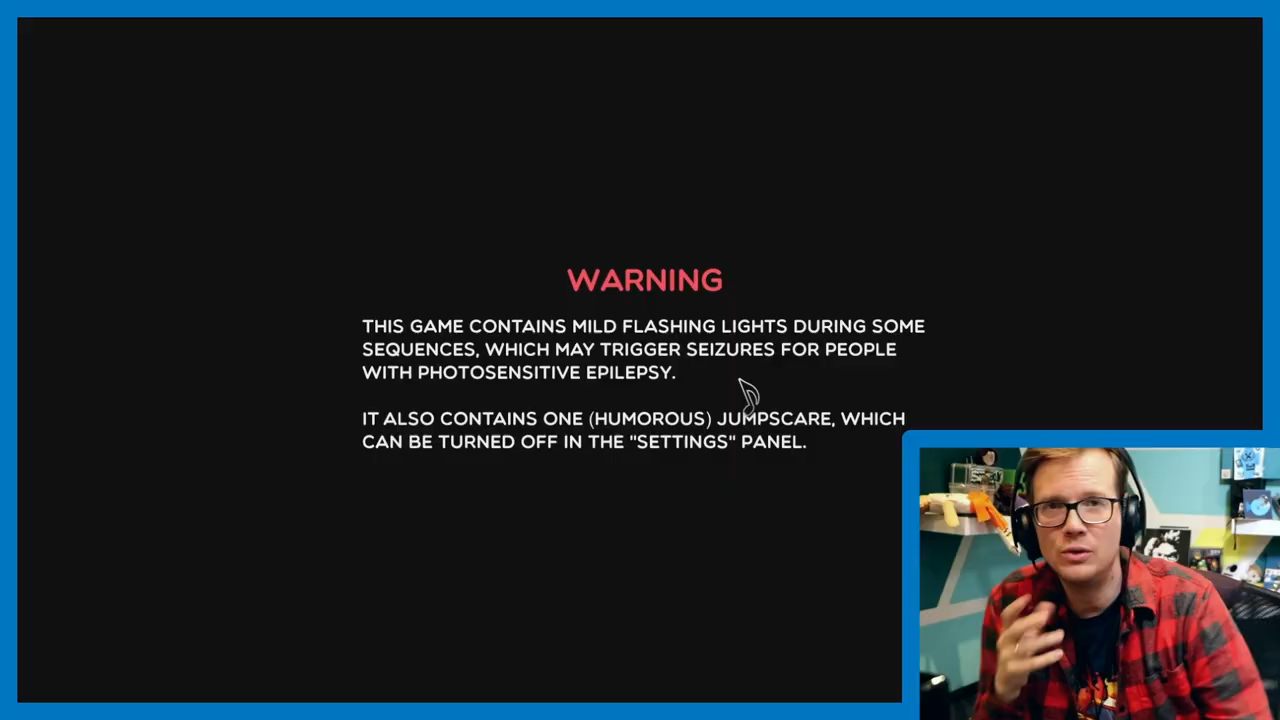 WARNING
THIS GAME CONTAINS MILD FLASHING LIGHTS DURING SOME
SEQUENCES, WHICH MAY TRIGGER SEIZURES FOR PEOPLE
WITH PHOTOSENSITIVE EPILEPSY.
IT ALSO CONTAINS ONE (HUMOROUS) JUMPSCARE, WHICH
CAN BE TURNED OFF IN THE "SETTINGS" PANEL.